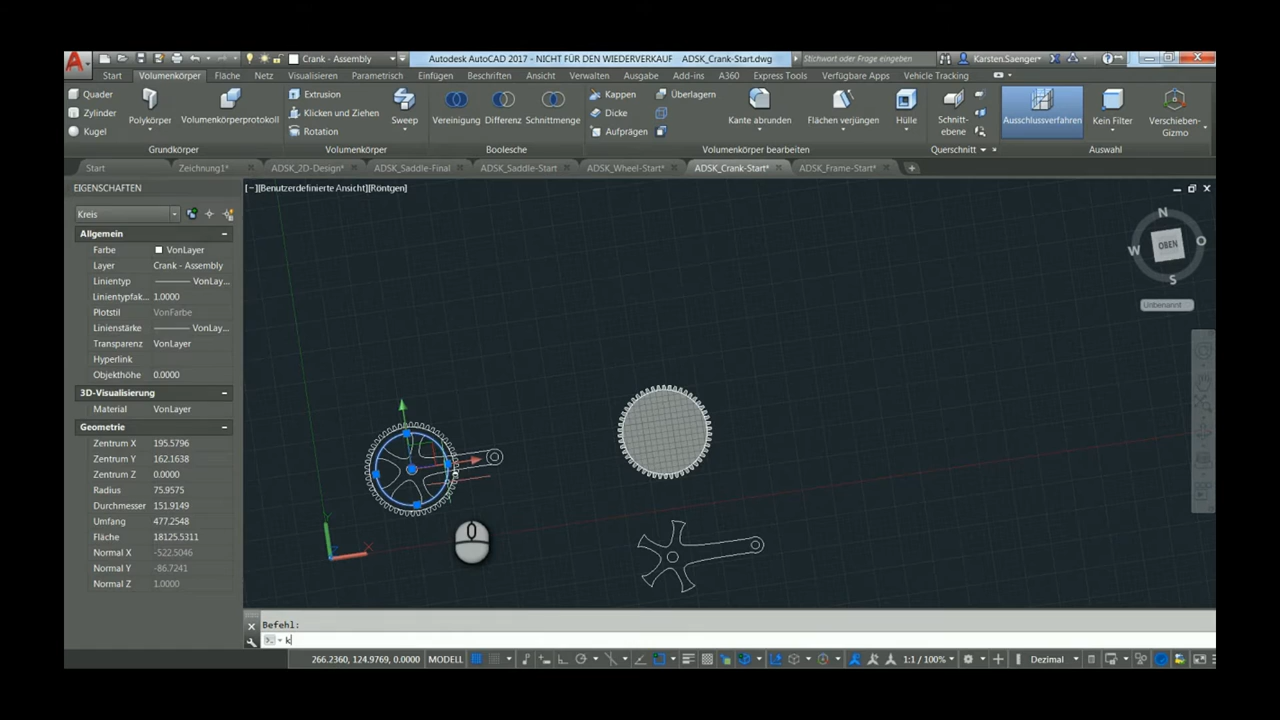 Crank - Assembly
Autodesk AutoCAD 2017 - NICHT FÜR DEN WIEDERVERKAUF ADSK_Crank-Start.dwg
Stichwort oder Frage eingeben
Karsten.Saenger...
Start Volumenkörper Fläche Netz Visualisieren Parametrisch Einfügen Beschriften Ansicht Verwalten Ausgabe Add-ins A360 Express Tools Verfügbare Apps Vehicle Tracking
Quader
Zylinder
Kugel
Polykörper
Volumenkörperprotokoll
Extrusion
Klicken und Ziehen
Rotation
Sweep
Vereinigung
Differenz
Schnittmenge
Kappen
Dicke
Aufprägen
Überlagern
Kante abrunden
Flächen verjüngen
Hülle
Schnitt-
ebene
Ausschlussverfahren
Kein Filter
Verschieben-
Gizmo
Grundkörper Volumenkörper Boolesche Volumenkörper bearbeiten Querschnitt Auswahl
Start Zeichnung1* ADSK_2D-Design* ADSK_Saddle-Final ADSK_Saddle-Start ADSK_Wheel-Start* ADSK_Crank-Start* ADSK_Frame-Start*
EIGENSCHAFTEN
[−][Benutzerdefinierte Ansicht][Röntgen]
Kreis
Allgemein
Farbe VonLayer
Layer Crank - Assembly
Linientyp VonLay...
Linientypfak... 1.0000
Plotstil VonFarbe
Linienstärke VonLay...
Transparenz VonLayer
Hyperlink
Objekthöhe 0.0000
3D-Visualisierung
Material VonLayer
Geometrie
Zentrum X 195.5796
Zentrum Y 162.1638
Zentrum Z 0.0000
Radius 75.9575
Durchmesser 151.9149
Umfang 477.2548
Fläche 18125.5311
Normal X -522.5046
Normal Y -86.7241
Normal Z 1.0000
N
W OBEN O
S
Unbenannt
Y
X
Befehl:
k
266.2360, 124.9769, 0.0000 MODELL 1:1 / 100% Dezimal